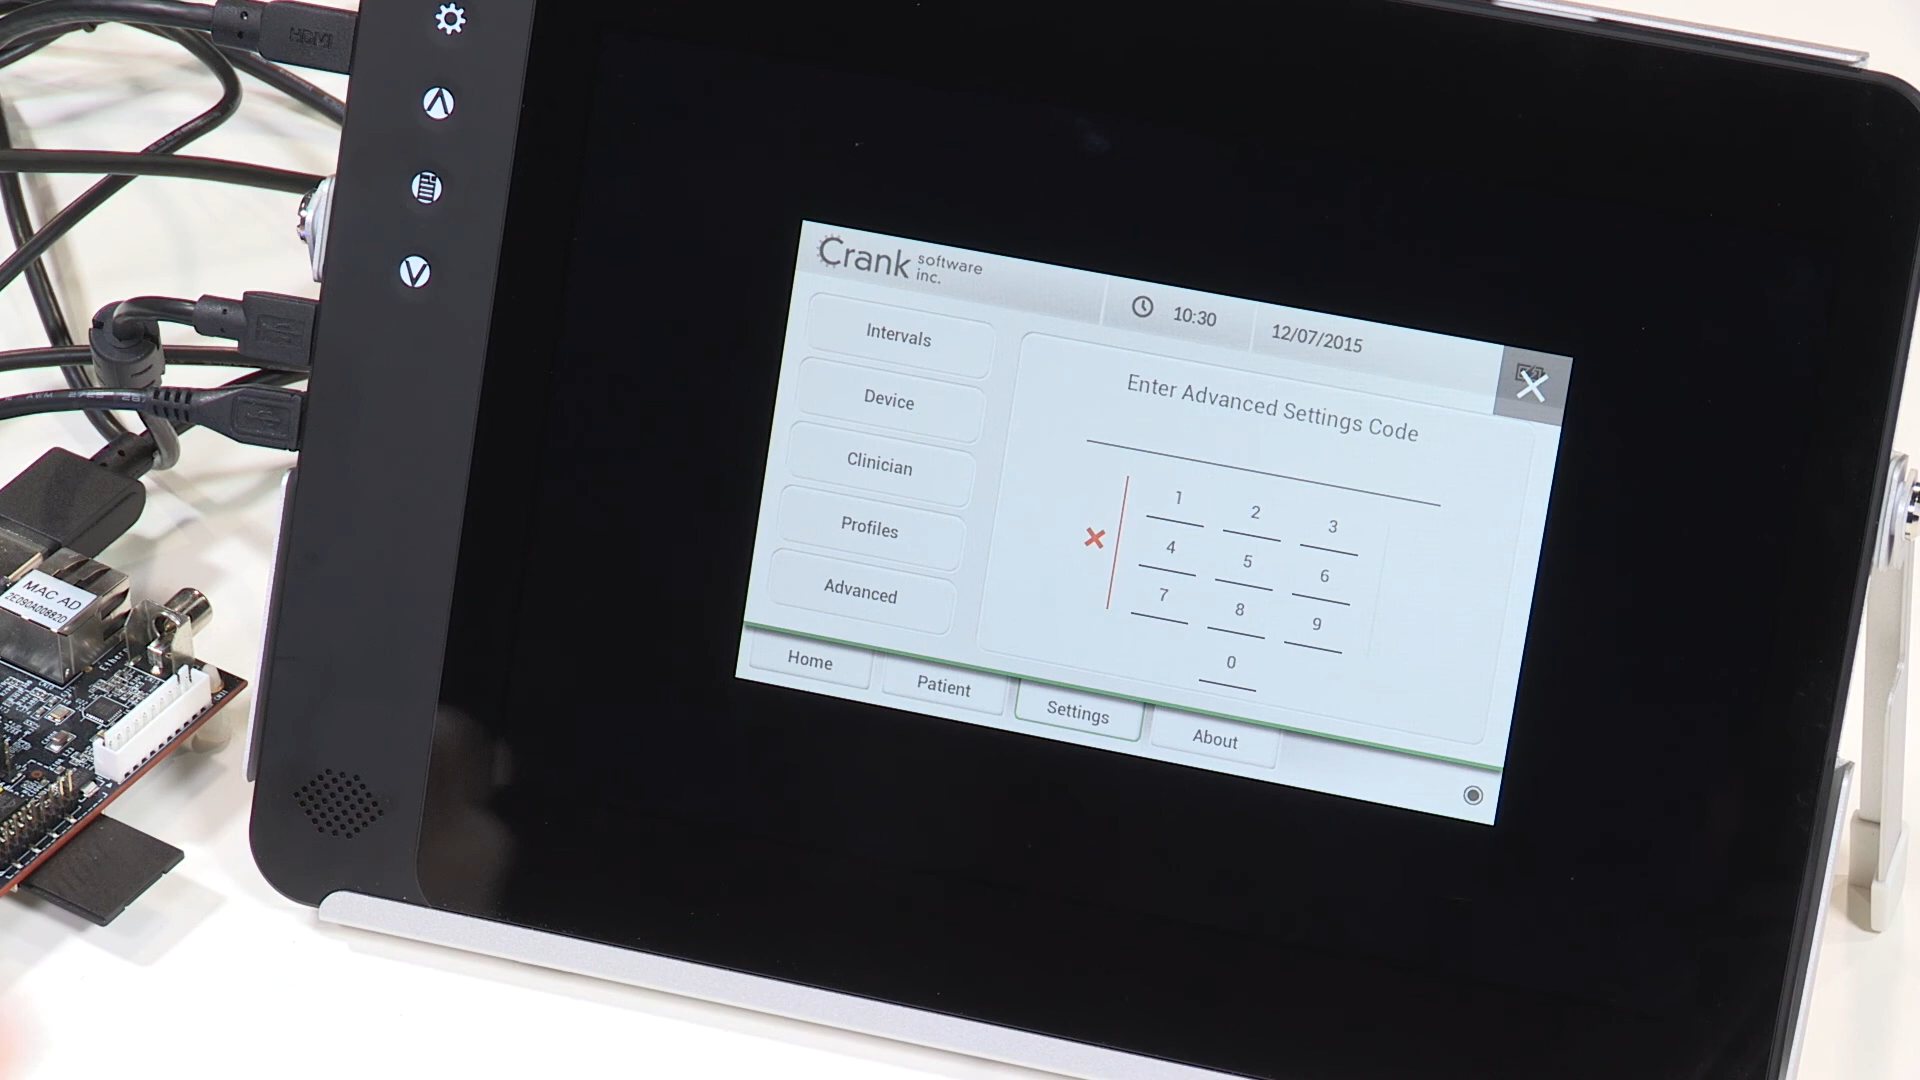 HDMI
Crank software inc.
10:30
12/07/2015
Intervals
Device
Clinician
Profiles
Advanced
Enter Advanced Settings Code
1 2 3
4 5 6
7 8 9
0
Home
Patient
Settings
About
MAC AD
2E090A00882D